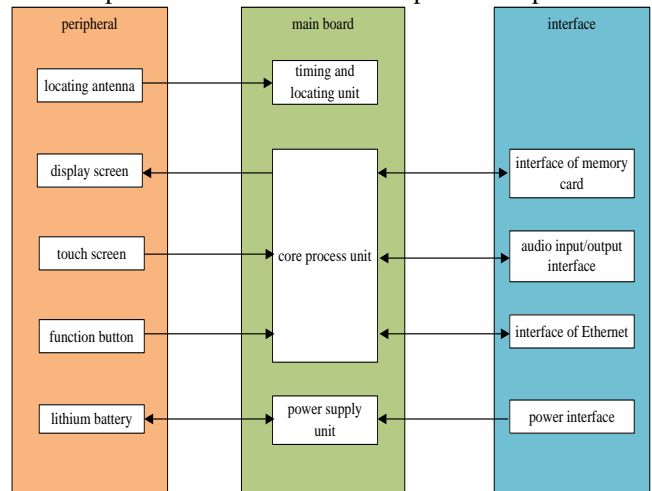 peripheral
main board
interface
locating antenna
timing and
locating unit
display screen
interface of memory
card
touch screen
core process unit
audio input/output
interface
function button
interface of Ethernet
lithium battery
power supply
unit
power interface